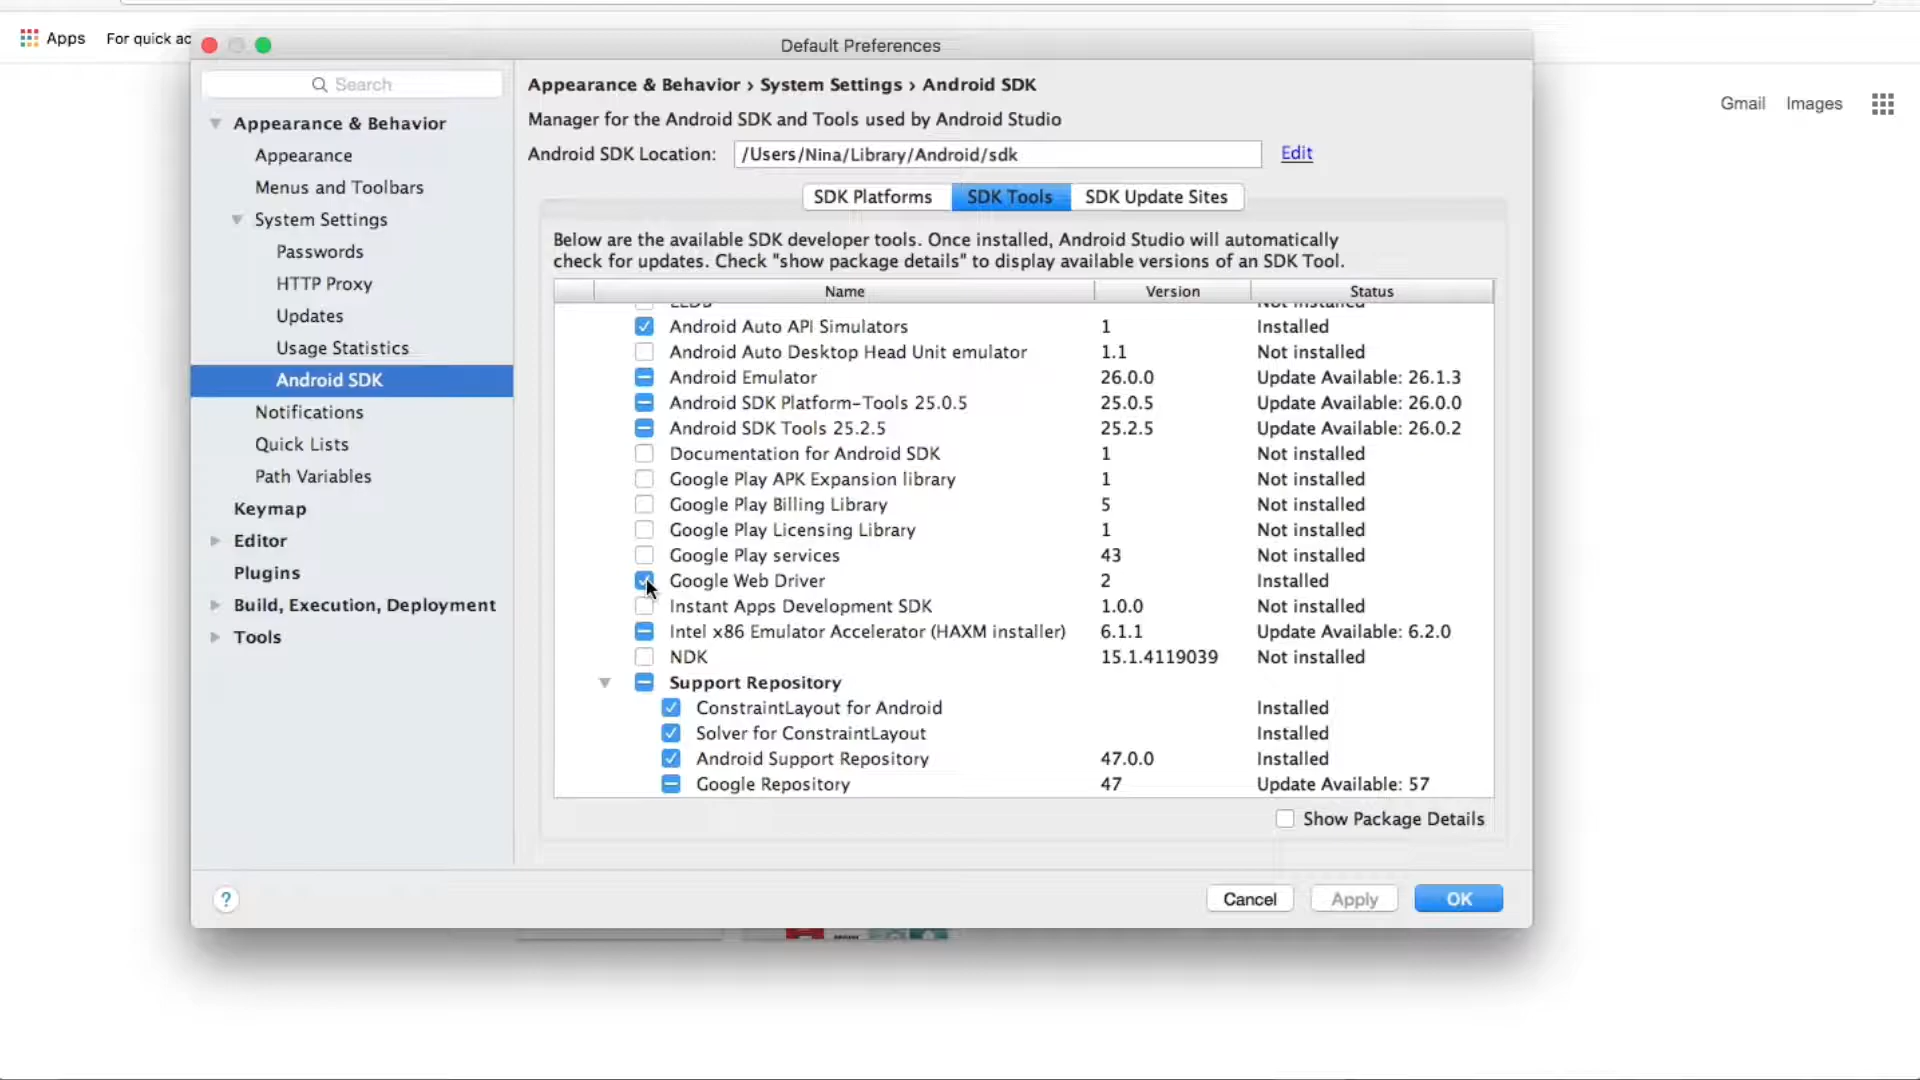 Apps For quick ac
Default Preferences
Gmail Images
Search
Appearance & Behavior
Appearance
Menus and Toolbars
System Settings
Passwords
HTTP Proxy
Updates
Usage Statistics
Android SDK
Notifications
Quick Lists
Path Variables
Keymap
Editor
Plugins
Build, Execution, Deployment
Tools
Appearance & Behavior › System Settings › Android SDK
Manager for the Android SDK and Tools used by Android Studio
Android SDK Location: /Users/Nina/Library/Android/sdk Edit
SDK Platforms SDK Tools SDK Update Sites
Below are the available SDK developer tools. Once installed, Android Studio will automatically
check for updates. Check "show package details" to display available versions of an SDK Tool.
Name Version Status
LLDB Not installed
Android Auto API Simulators 1 Installed
Android Auto Desktop Head Unit emulator 1.1 Not installed
Android Emulator 26.0.0 Update Available: 26.1.3
Android SDK Platform-Tools 25.0.5 25.0.5 Update Available: 26.0.0
Android SDK Tools 25.2.5 25.2.5 Update Available: 26.0.2
Documentation for Android SDK 1 Not installed
Google Play APK Expansion library 1 Not installed
Google Play Billing Library 5 Not installed
Google Play Licensing Library 1 Not installed
Google Play services 43 Not installed
Google Web Driver 2 Installed
Instant Apps Development SDK 1.0.0 Not installed
Intel x86 Emulator Accelerator (HAXM installer) 6.1.1 Update Available: 6.2.0
NDK 15.1.4119039 Not installed
Support Repository
ConstraintLayout for Android Installed
Solver for ConstraintLayout Installed
Android Support Repository 47.0.0 Installed
Google Repository 47 Update Available: 57
Show Package Details
? Cancel Apply OK